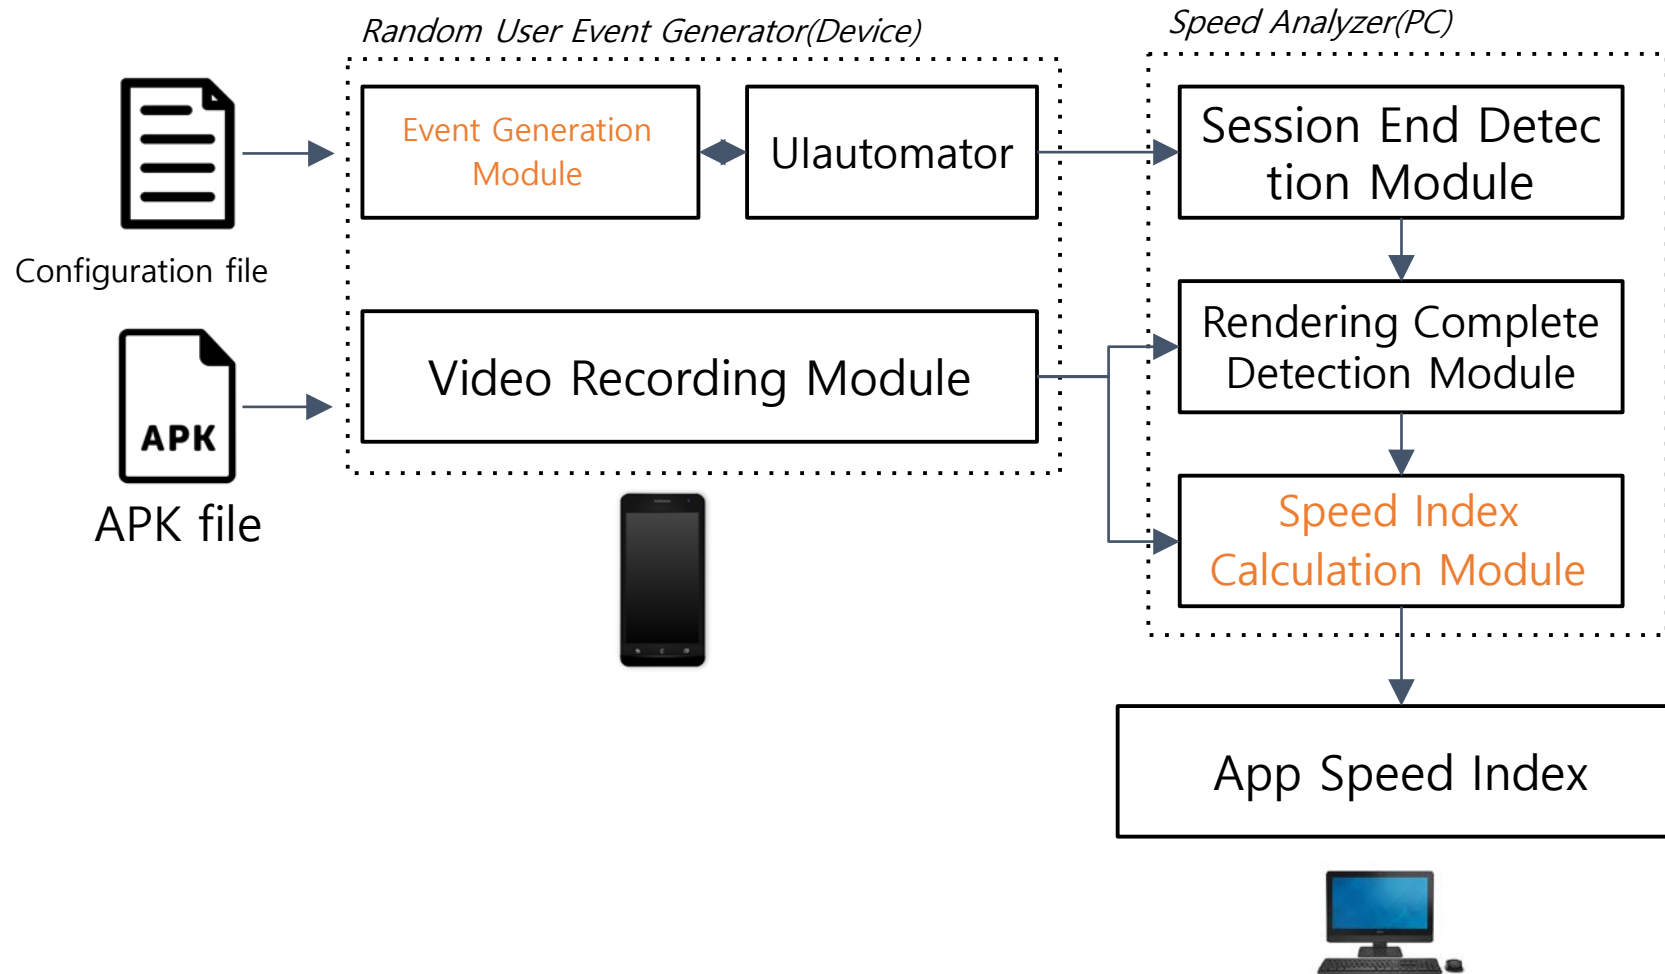 Random User Event Generator(Device)
Speed Analyzer(PC)
Configuration file
APK
APK file
Event Generation
Module
UIautomator
Video Recording Module
Session End Detec
tion Module
Rendering Complete
Detection Module
Speed Index
Calculation Module
App Speed Index